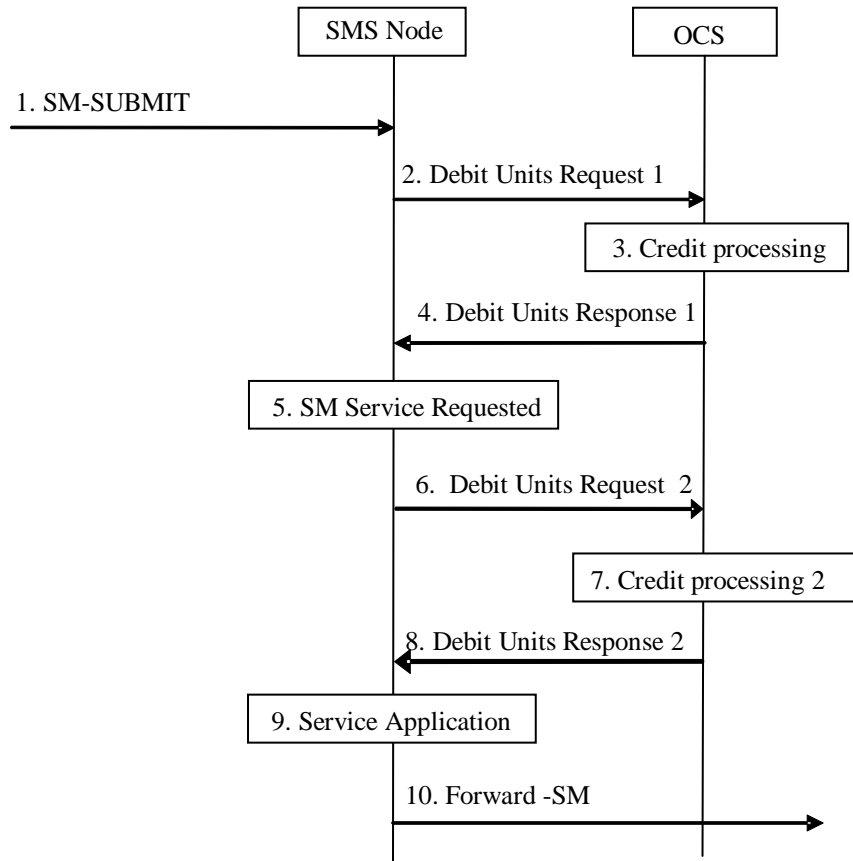 SMS Node
OCS
1. SM-SUBMIT
2. Debit Units Request 1
3. Credit processing
4. Debit Units Response 1
5. SM Service Requested
6. Debit Units Request 2
7. Credit processing 2
8. Debit Units Response 2
9. Service Application
10. Forward -SM